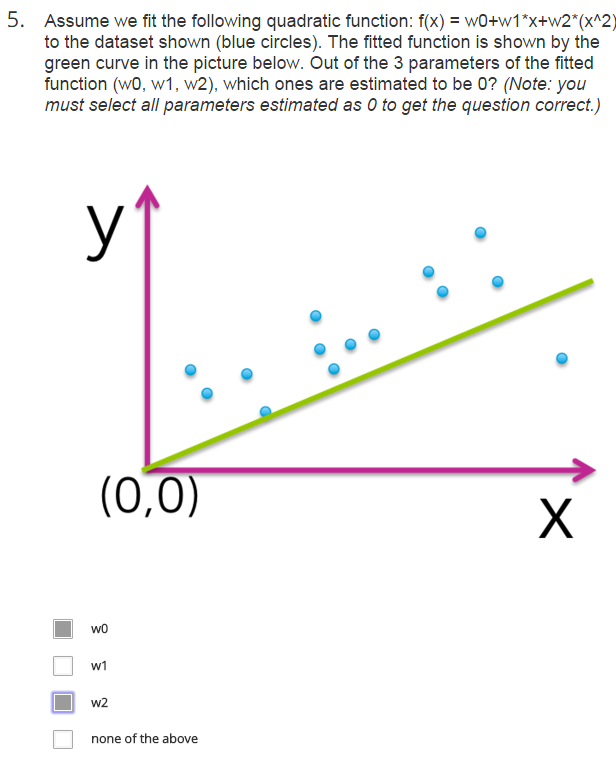 5. Assume we fit the following quadratic function: f(x) = w0+w1*x+w2*(x^2)
to the dataset shown (blue circles). The fitted function is shown by the
green curve in the picture below. Out of the 3 parameters of the fitted
function (w0, w1, w2), which ones are estimated to be 0? (Note: you
must select all parameters estimated as 0 to get the question correct.)
y
(0,0)
x
w0
w1
w2
none of the above